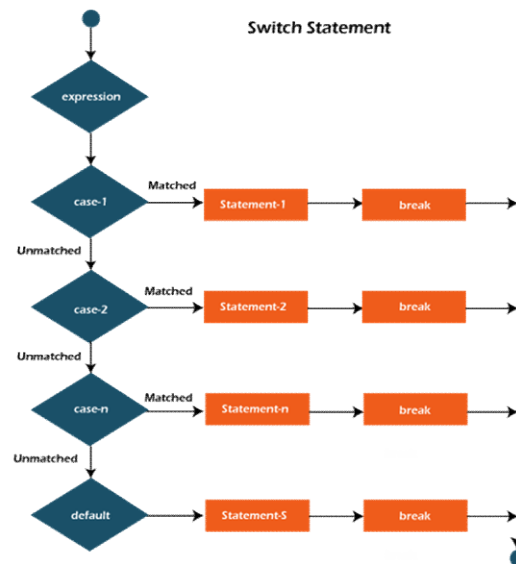 Switch Statement
expression
case-1
Matched
Statement-1
break
Unmatched
case-2
Matched
Statement-2
break
Unmatched
case-n
Matched
Statement-n
break
Unmatched
default
Statement-S
break